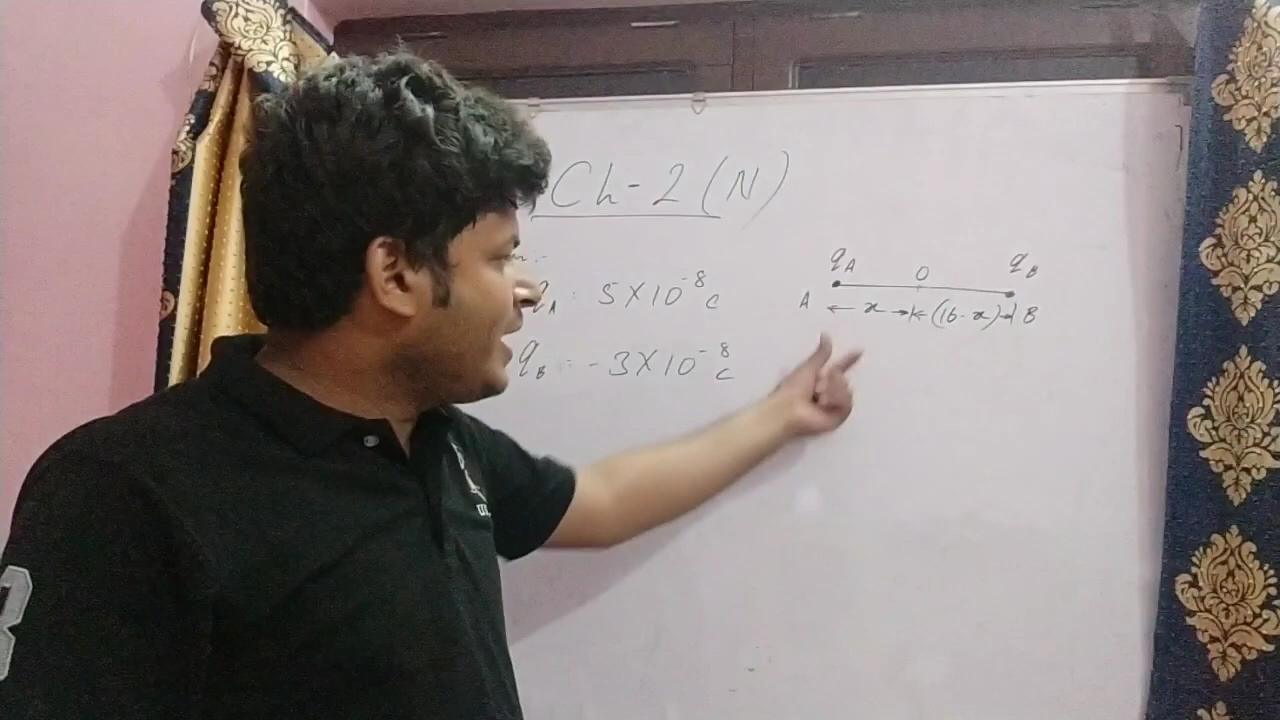 Ch-2 (N)
qA : 5 X 10⁻⁸ C
qB = - 3 X 10⁻⁸ C
qA O qB
A ← x → K (16-x) → B